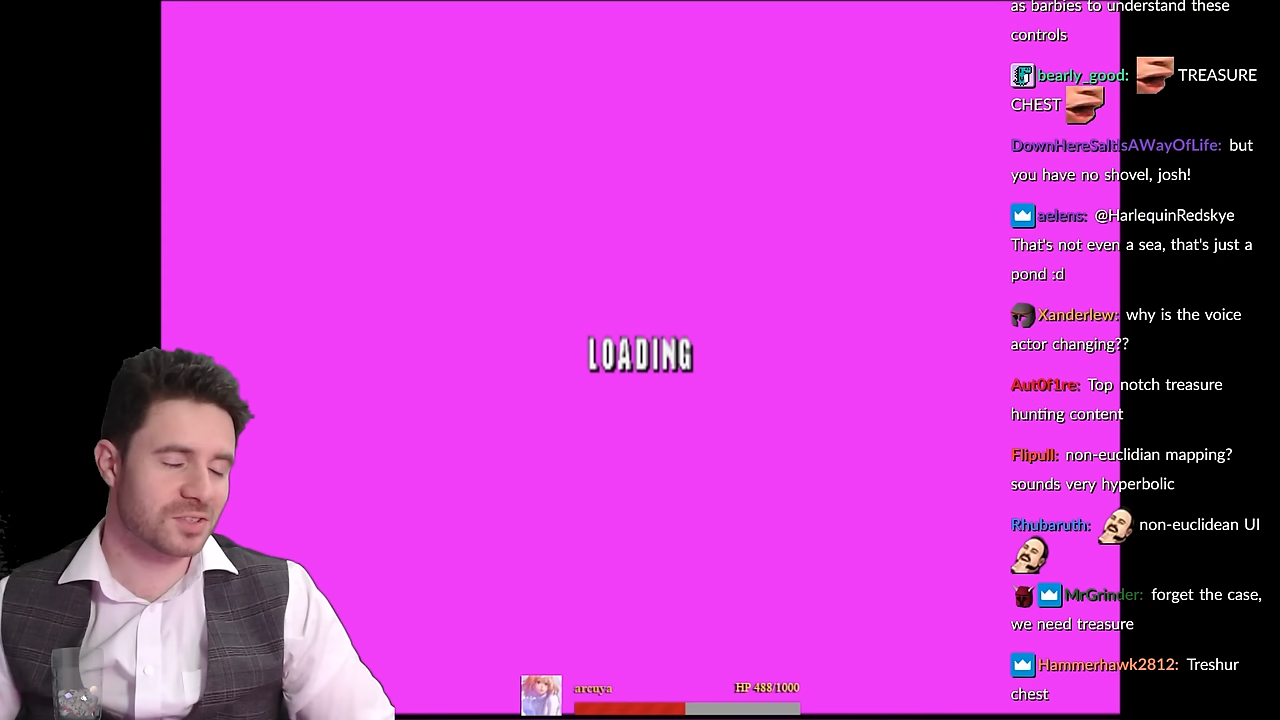 as barbies to understand these
controls
bearly_good: TREASURE
CHEST
DownHereSaltIsAWayOfLife: but
you have no shovel, josh!
aelens: @HarlequinRedskye
That's not even a sea, that's just a
pond :d
Xanderlew: why is the voice
actor changing??
Aut0f1re: Top notch treasure
hunting content
Flipull: non-euclidian mapping?
sounds very hyperbolic
Rhubaruth: non-euclidean UI
MrGrinder: forget the case,
we need treasure
Hammerhawk2812: Treshur
chest
LOADING
arcuya HP 488/1000